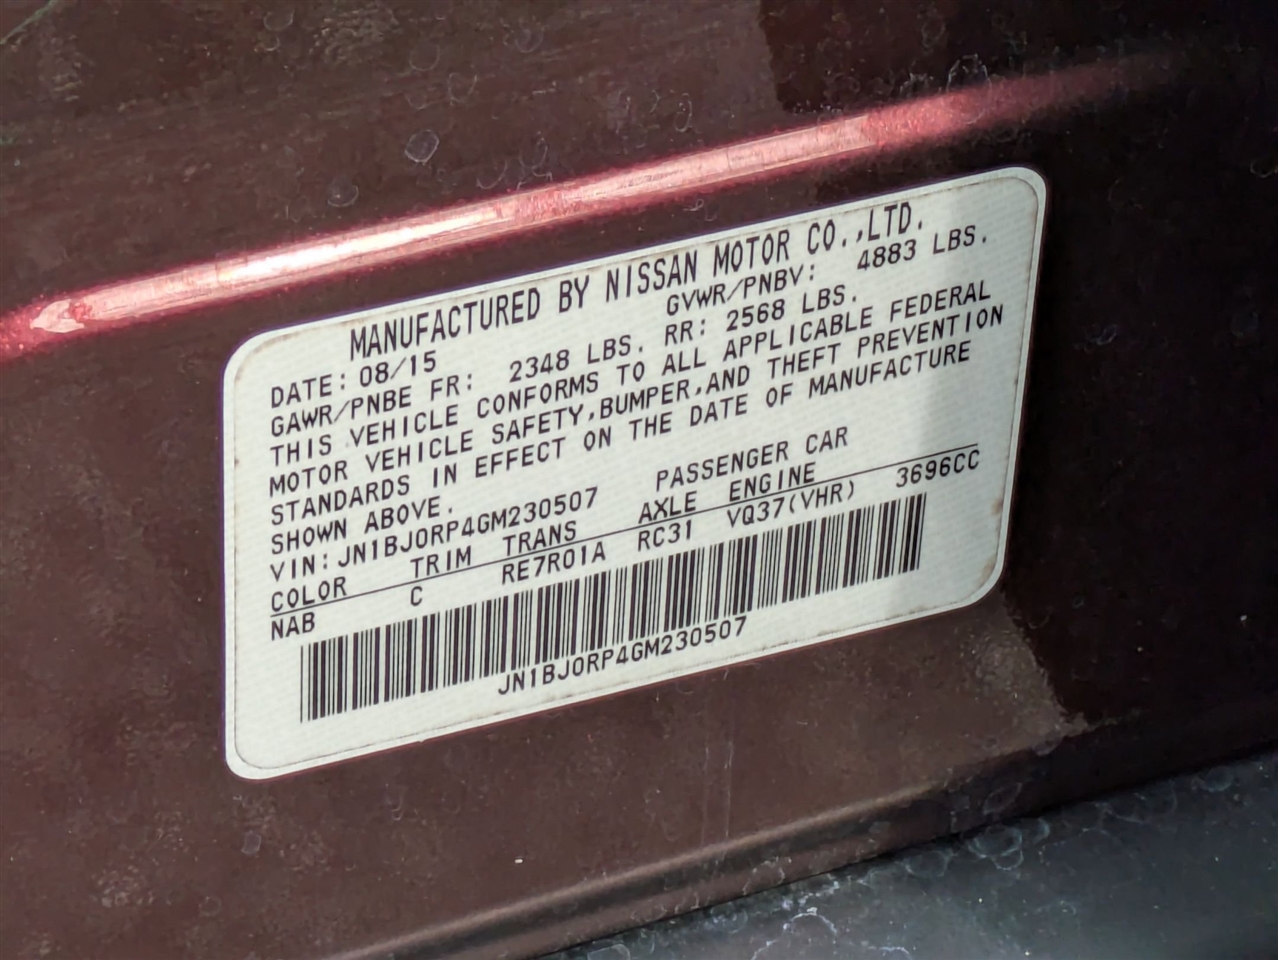 MANUFACTURED BY NISSAN MOTOR CO.,LTD.
DATE: 08/15 GVWR/PNBV: 4883 LBS.
GAWR/PNBE FR: 2348 LBS. RR: 2568 LBS.
THIS VEHICLE CONFORMS TO ALL APPLICABLE FEDERAL
MOTOR VEHICLE SAFETY,BUMPER,AND THEFT PREVENTION
STANDARDS IN EFFECT ON THE DATE OF MANUFACTURE
SHOWN ABOVE.
VIN: JN1BJ0RP4GM230507 PASSENGER CAR
COLOR TRIM TRANS AXLE ENGINE
NAB C RE7R01A RC31 VQ37(VHR) 3696CC
JN1BJ0RP4GM230507